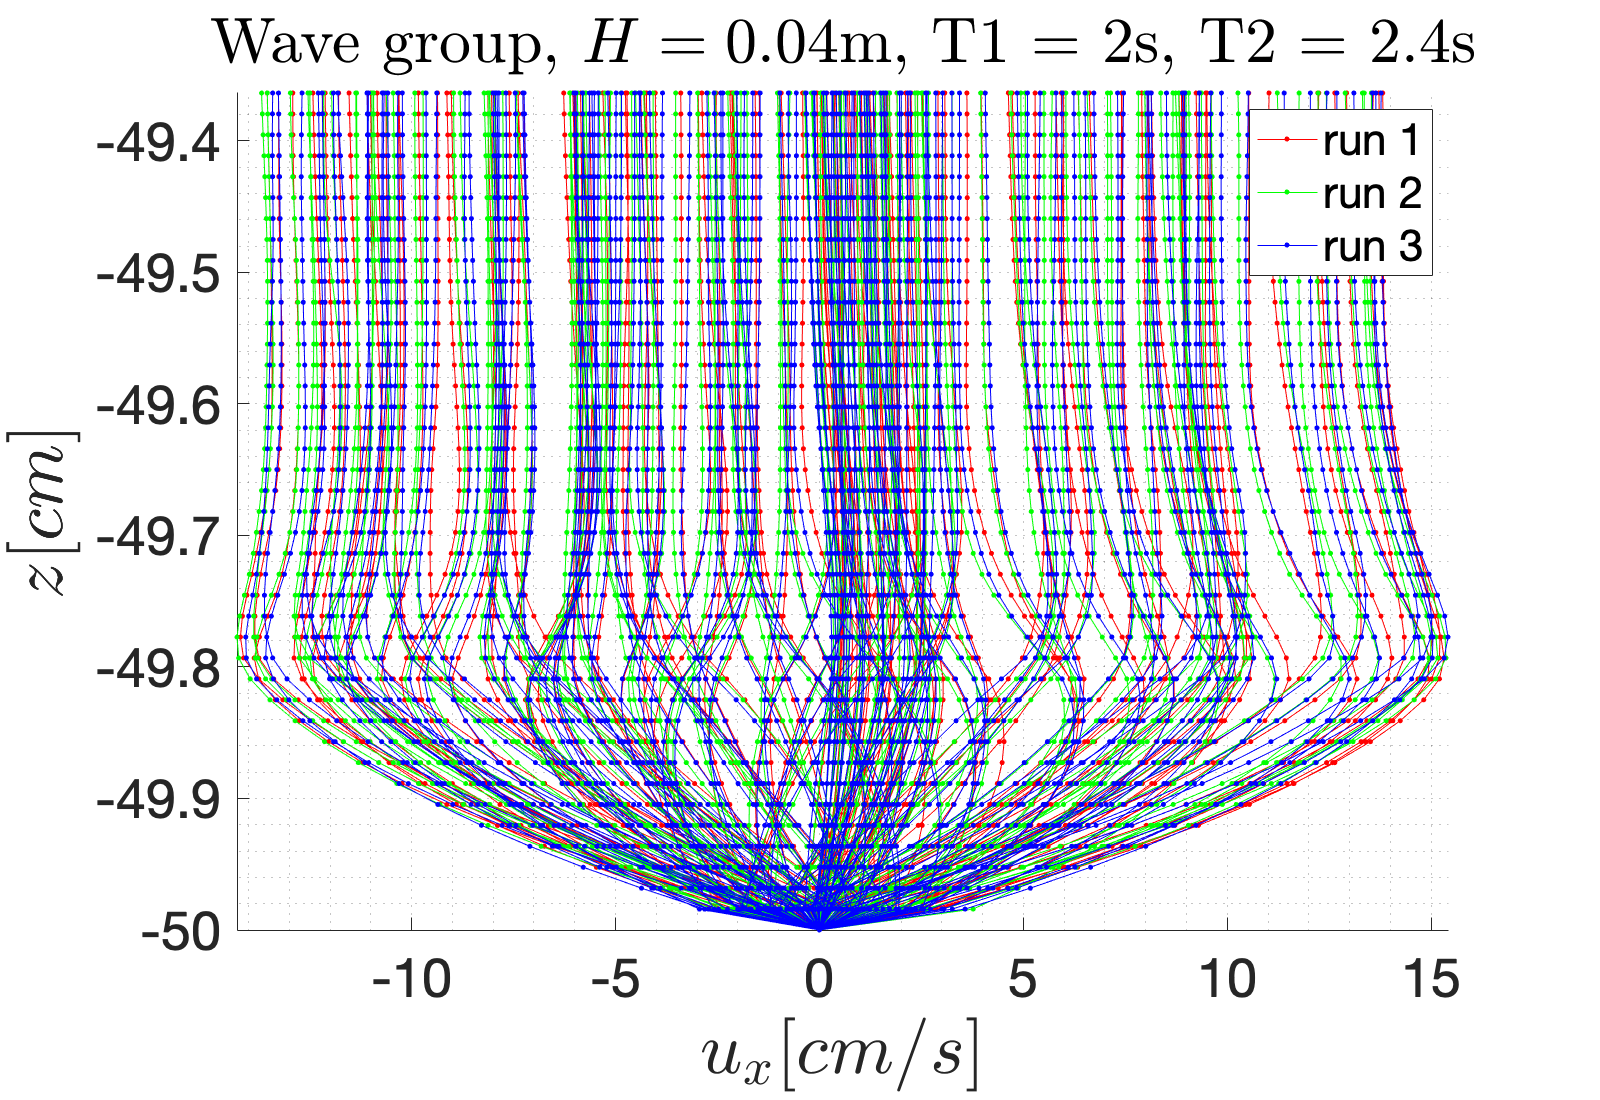 Wave group, H = 0.04m, T1 = 2s, T2 = 2.4s
-49.4
-49.5
-49.6
-49.7
-49.8
-49.9
-50
z[cm]
run 1
run 2
run 3
-10
-5
0
5
10
15
u_x[cm/s]